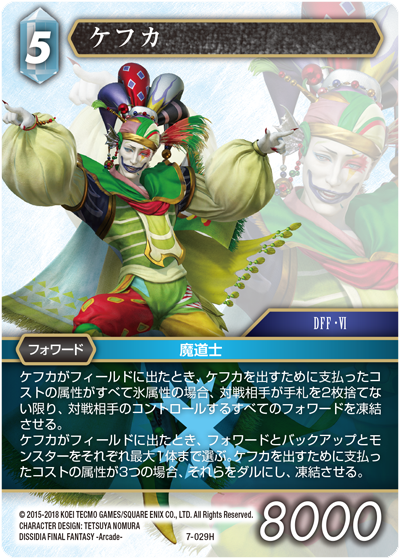 5
ケフカ
DFF・VI
フォワード
魔道士
ケフカがフィールドに出たとき、ケフカを出すために支払ったコ
ストの属性がすべて氷属性の場合、対戦相手が手札を2枚捨てな
い限り、対戦相手のコントロールするすべてのフォワードを凍結
させる。
ケフカがフィールドに出たとき、フォワードとバックアップとモ
ンスターをそれぞれ最大1体まで選ぶ。ケフカを出すために支払
ったコストの属性が3つの場合、それらをダルにし、凍結させる。
© 2015-2018 KOEI TECMO GAMES/SQUARE ENIX CO., LTD. All Rights Reserved.
CHARACTER DESIGN: TETSUYA NOMURA
DISSIDIA FINAL FANTASY -Arcade-
7-029H
8000